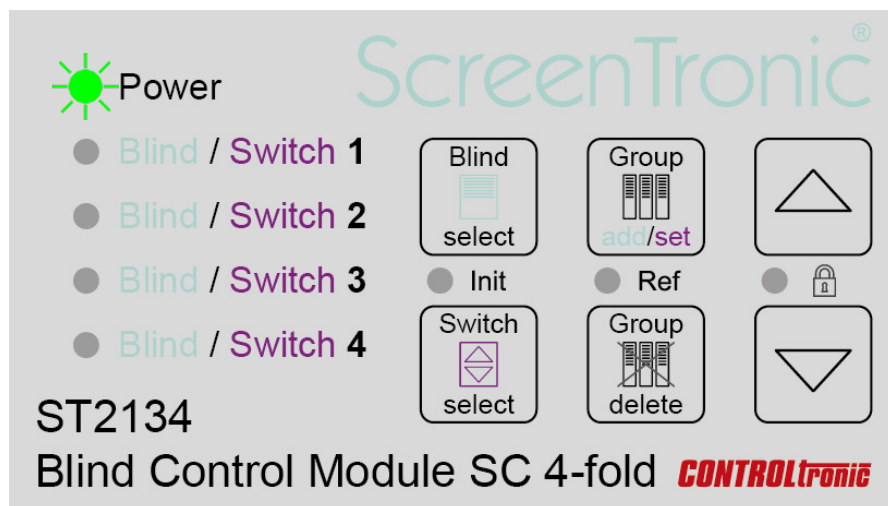 ScreenTronic®
Power
Blind / Switch 1
Blind / Switch 2
Blind / Switch 3
Blind / Switch 4
Blind
select
Group
add/set
Init
Ref
Switch
select
Group
delete
ST2134
Blind Control Module SC 4-fold
CONTROLtronic